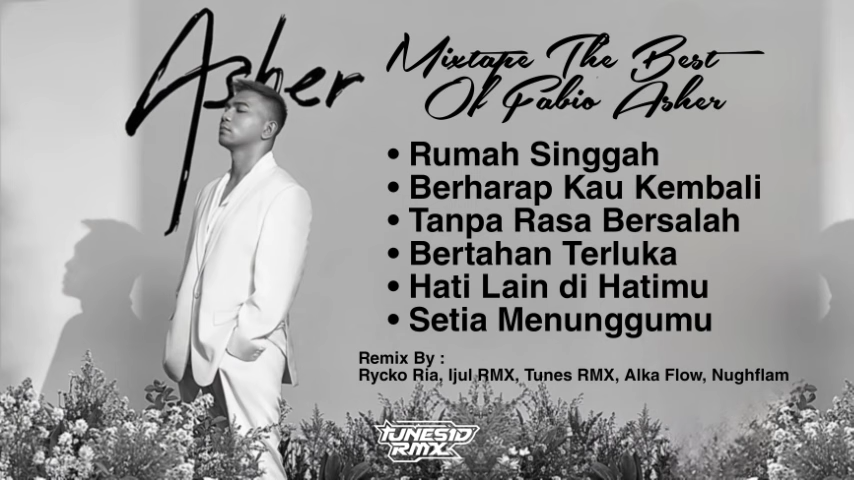 Asher
Mixtape The Best
Of Fabio Asher
• Rumah Singgah
• Berharap Kau Kembali
• Tanpa Rasa Bersalah
• Bertahan Terluka
• Hati Lain di Hatimu
• Setia Menunggumu
Remix By :
Rycko Ria, Ijul RMX, Tunes RMX, Alka Flow, Nughflam
TUNESID
RMX